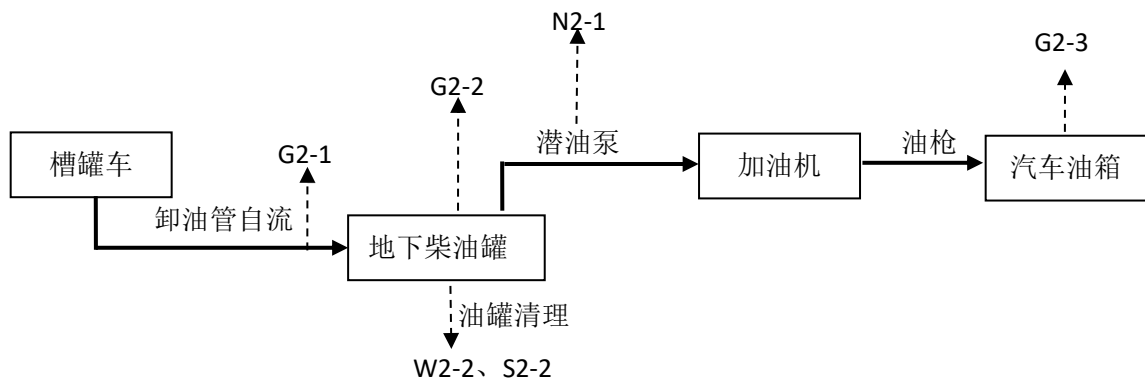 N2-1
G2-3
G2-2
潜油泵
油枪
槽罐车
G2-1
加油机
汽车油箱
卸油管自流
地下柴油罐
油罐清理
W2-2、S2-2